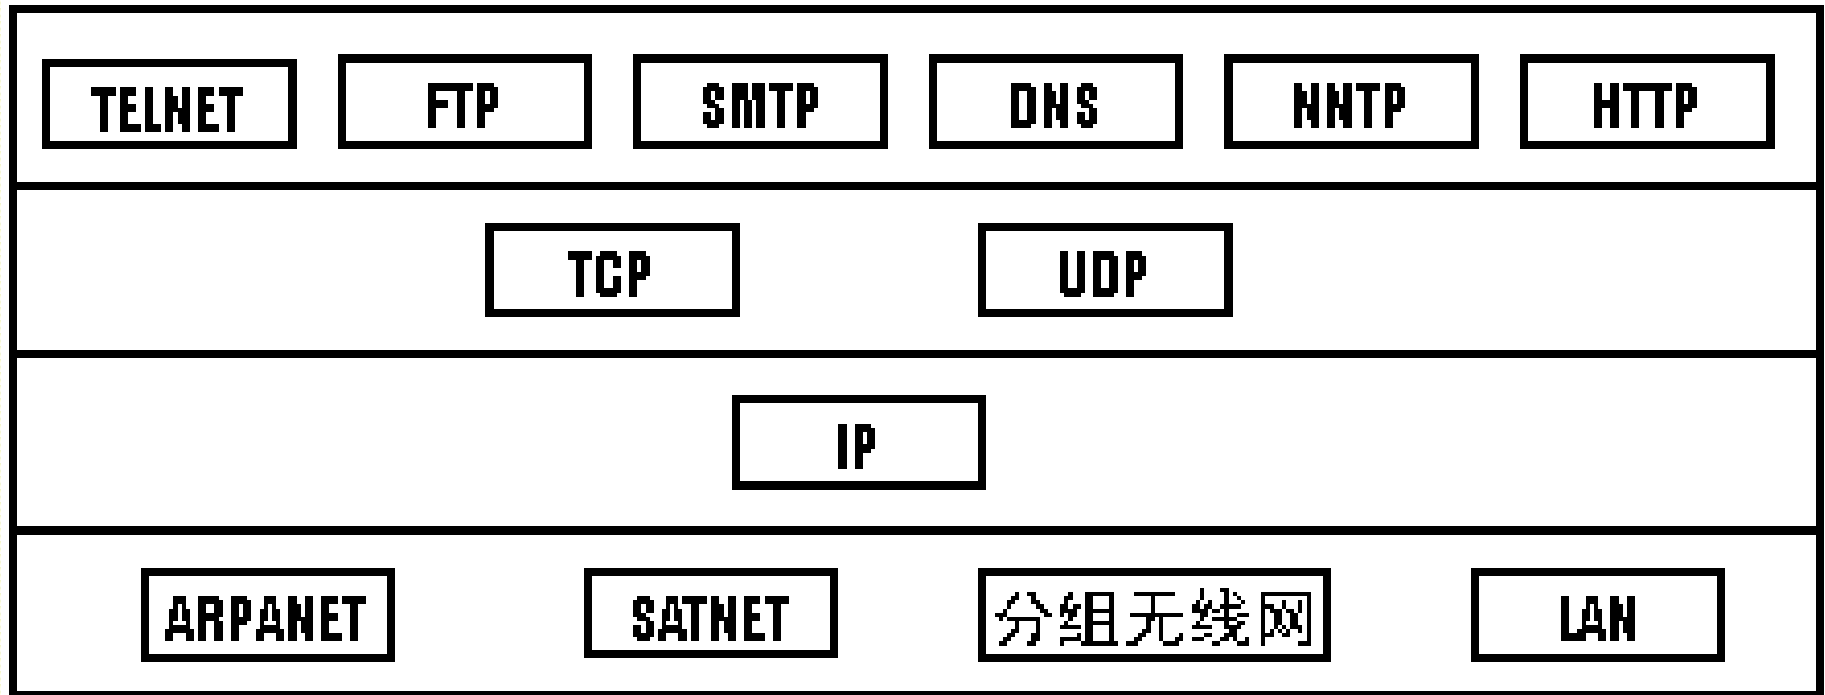 TELNET FTP SMTP DNS NNTP HTTP
TCP UDP
IP
ARPANET SATNET 分组无线网 LAN